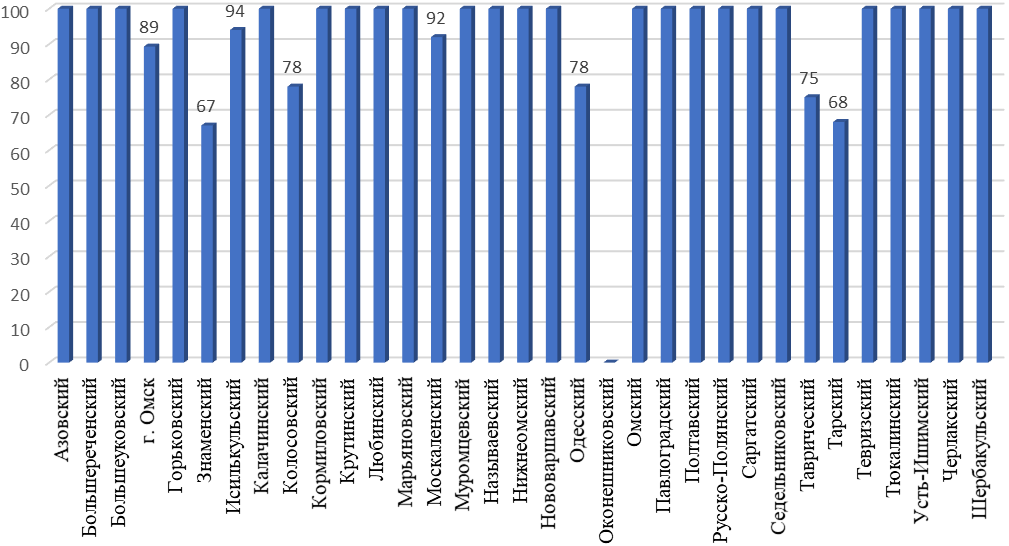 100
90
80
70
60
50
40
30
20
10
0
89
67
94
78
92
78
75
68
Азовский
Большереченский
Большеуковский
г. Омск
Горьковский
Знаменский
Исилькульский
Калачинский
Колосовский
Кормиловский
Крутинский
Любинский
Марьяновский
Москаленский
Муромцевский
Называевский
Нижнеомский
Нововаршавский
Одесский
Оконешниковский
Омский
Павлоградский
Полтавский
Русско-Полянский
Саргатский
Седельниковский
Таврический
Тарский
Тевризский
Тюкалинский
Усть-Ишимский
Черлакский
Шербакульский